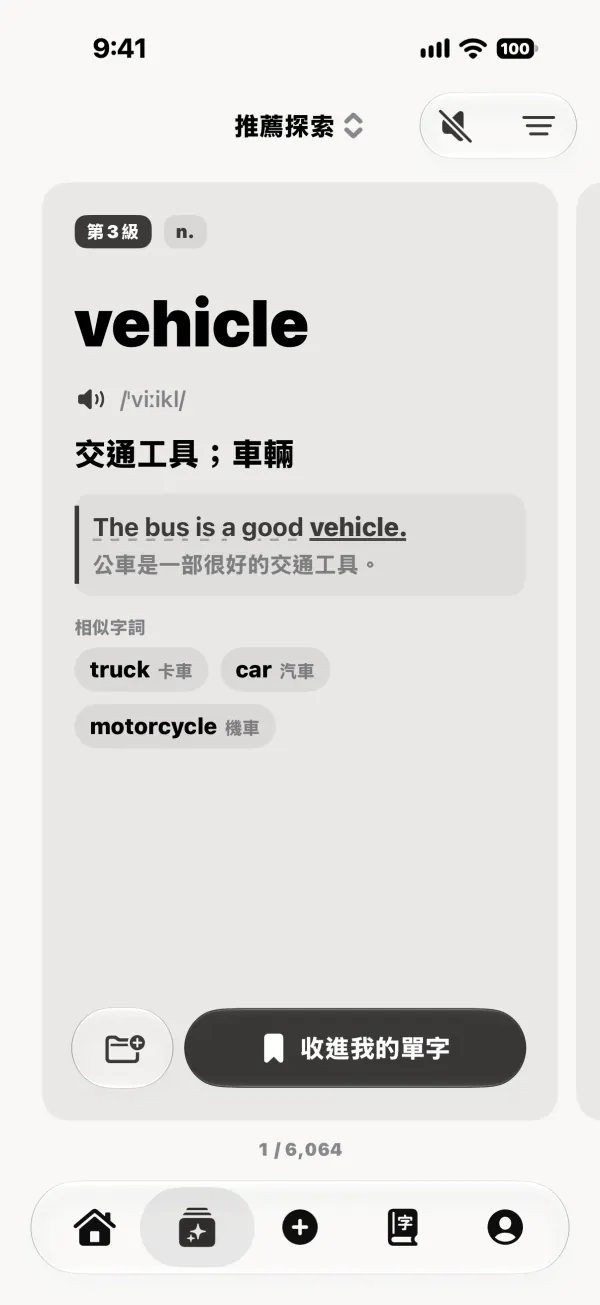 9:41
100
推薦探索
第3級 n.
vehicle
/ˈviːikl/
交通工具；車輛
The bus is a good vehicle.
公車是一部很好的交通工具。
相似字詞
truck 卡車 car 汽車
motorcycle 機車
收進我的單字
1 / 6,064
字